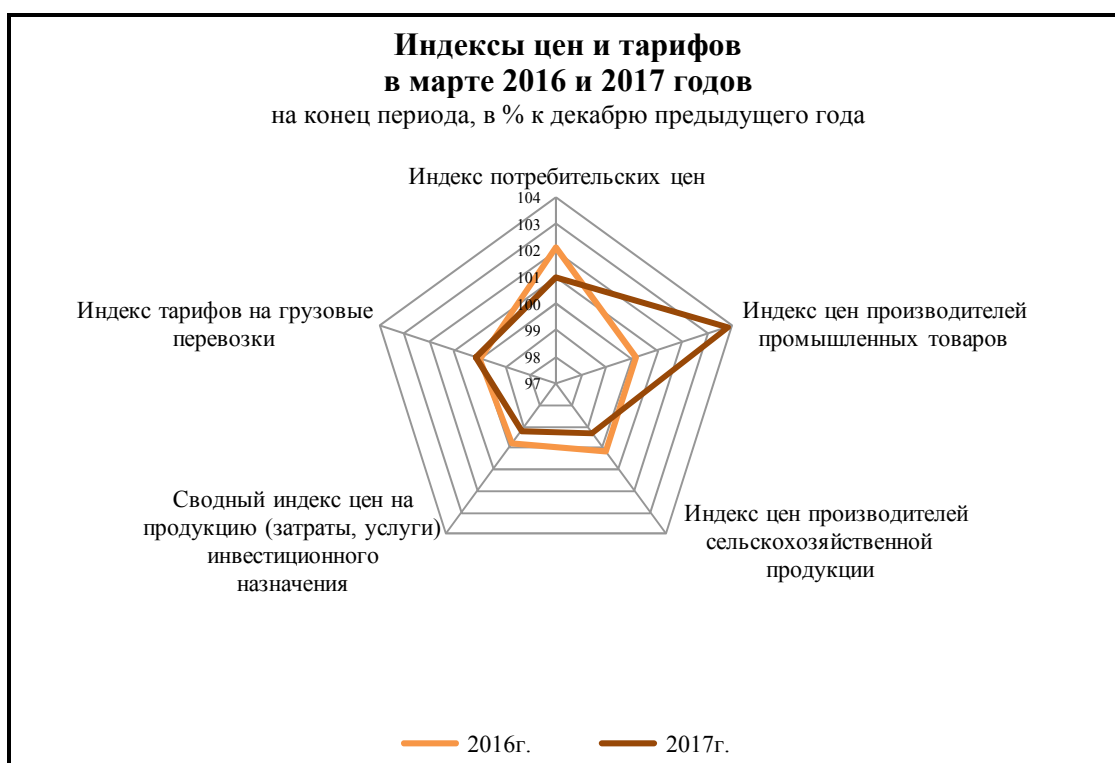 Индексы цен и тарифов
в марте 2016 и 2017 годов
на конец периода, в % к декабрю предыдущего года
Индекс потребительских цен
104
103
102
101
100
99
98
97
Индекс цен производителей
промышленных товаров
Индекс цен производителей
сельскохозяйственной
продукции
Сводный индекс цен на
продукцию (затраты, услуги)
инвестиционного
назначения
Индекс тарифов на грузовые
перевозки
2016г.
2017г.